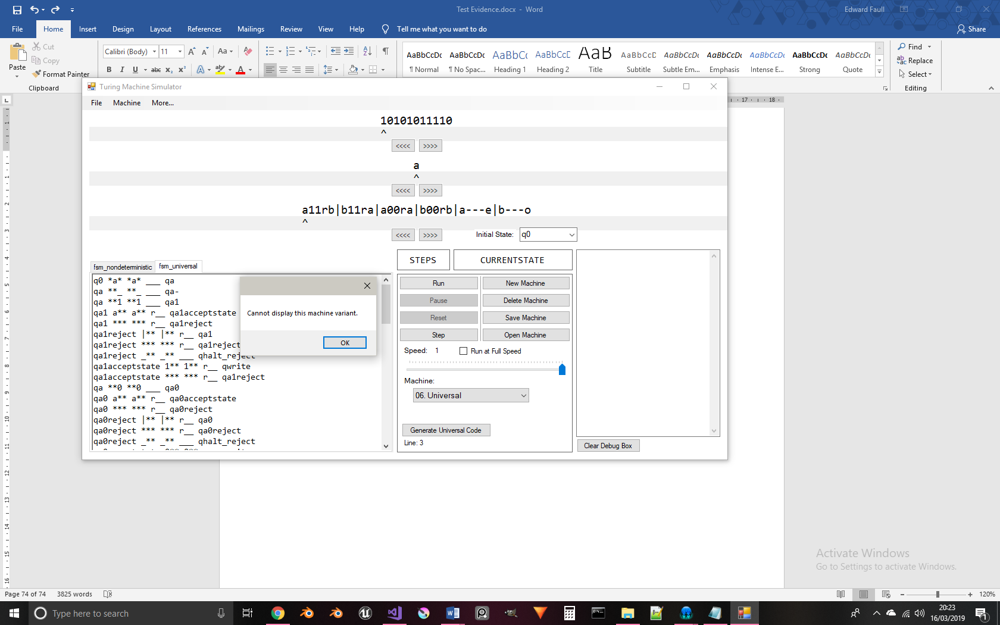 Test Evidence.docx - Word
Edward Faull
File Home Insert Design Layout References Mailings Review View Help Tell me what you want to do
Share
Cut
Copy
Format Painter
Paste
Clipboard
Calibri (Body) 11
AaBbCcDc AaBbCcDc AaBbCc AaBbCcD AaB AaBbCcD AaBbCcDc AaBbCcDc AaBbCcDc AaBbCcDc AaBbCcDc
¶ Normal ¶ No Spac... Heading 1 Heading 2 Title Subtitle Subtle Em... Emphasis Intense E... Strong Quote
Find
Replace
Select
Editing
17 18
Turing Machine Simulator
File Machine More...
10101011110
^
<<<< >>>>
a
^
<<<< >>>>
a11rb|b11ra|a00ra|b00rb|a---e|b---o
^
<<<< >>>>
Initial State: q0
fsm_nondeterministic fsm_universal
q0 *a* *a* ___ qa
qa **_ **_ ___ qa-
qa **1 **1 ___ qa1
qa1 a** a** r__ qa1acceptstate
qa1 *** *** r__ qa1reject
qa1reject |** |** r__ qa1
qa1reject *** *** r__ qa1reject
qa1reject _** _** ___ qhalt_reject
qa1acceptstate 1** 1** r__ qwrite
qa1acceptstate *** *** r__ qa1reject
qa **0 **0 ___ qa0
qa0 a** a** r__ qa0acceptstate
qa0 *** *** r__ qa0reject
qa0reject |** |** r__ qa0
qa0reject *** *** r__ qa0reject
qa0reject _** _** ___ qhalt_reject
Cannot display this machine variant.
OK
STEPS CURRENTSTATE
Run New Machine
Pause Delete Machine
Reset Save Machine
Step Open Machine
Speed: 1 Run at Full Speed
Machine:
06. Universal
Generate Universal Code
Line: 3
Clear Debug Box
Activate Windows
Go to Settings to activate Windows.
Page 74 of 74 3825 words
120%
Type here to search
20:23
16/03/2019
1